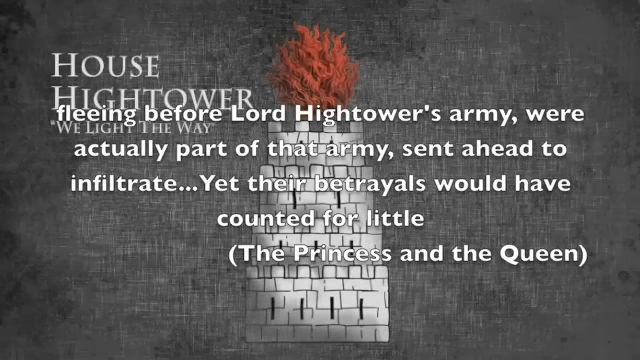 HOUSE
HIGHTOWER
"WE LIGHT THE WAY"
fleeing before Lord Hightower's army, were
actually part of that army, sent ahead to
infiltrate...Yet their betrayals would have
counted for little
(The Princess and the Queen)